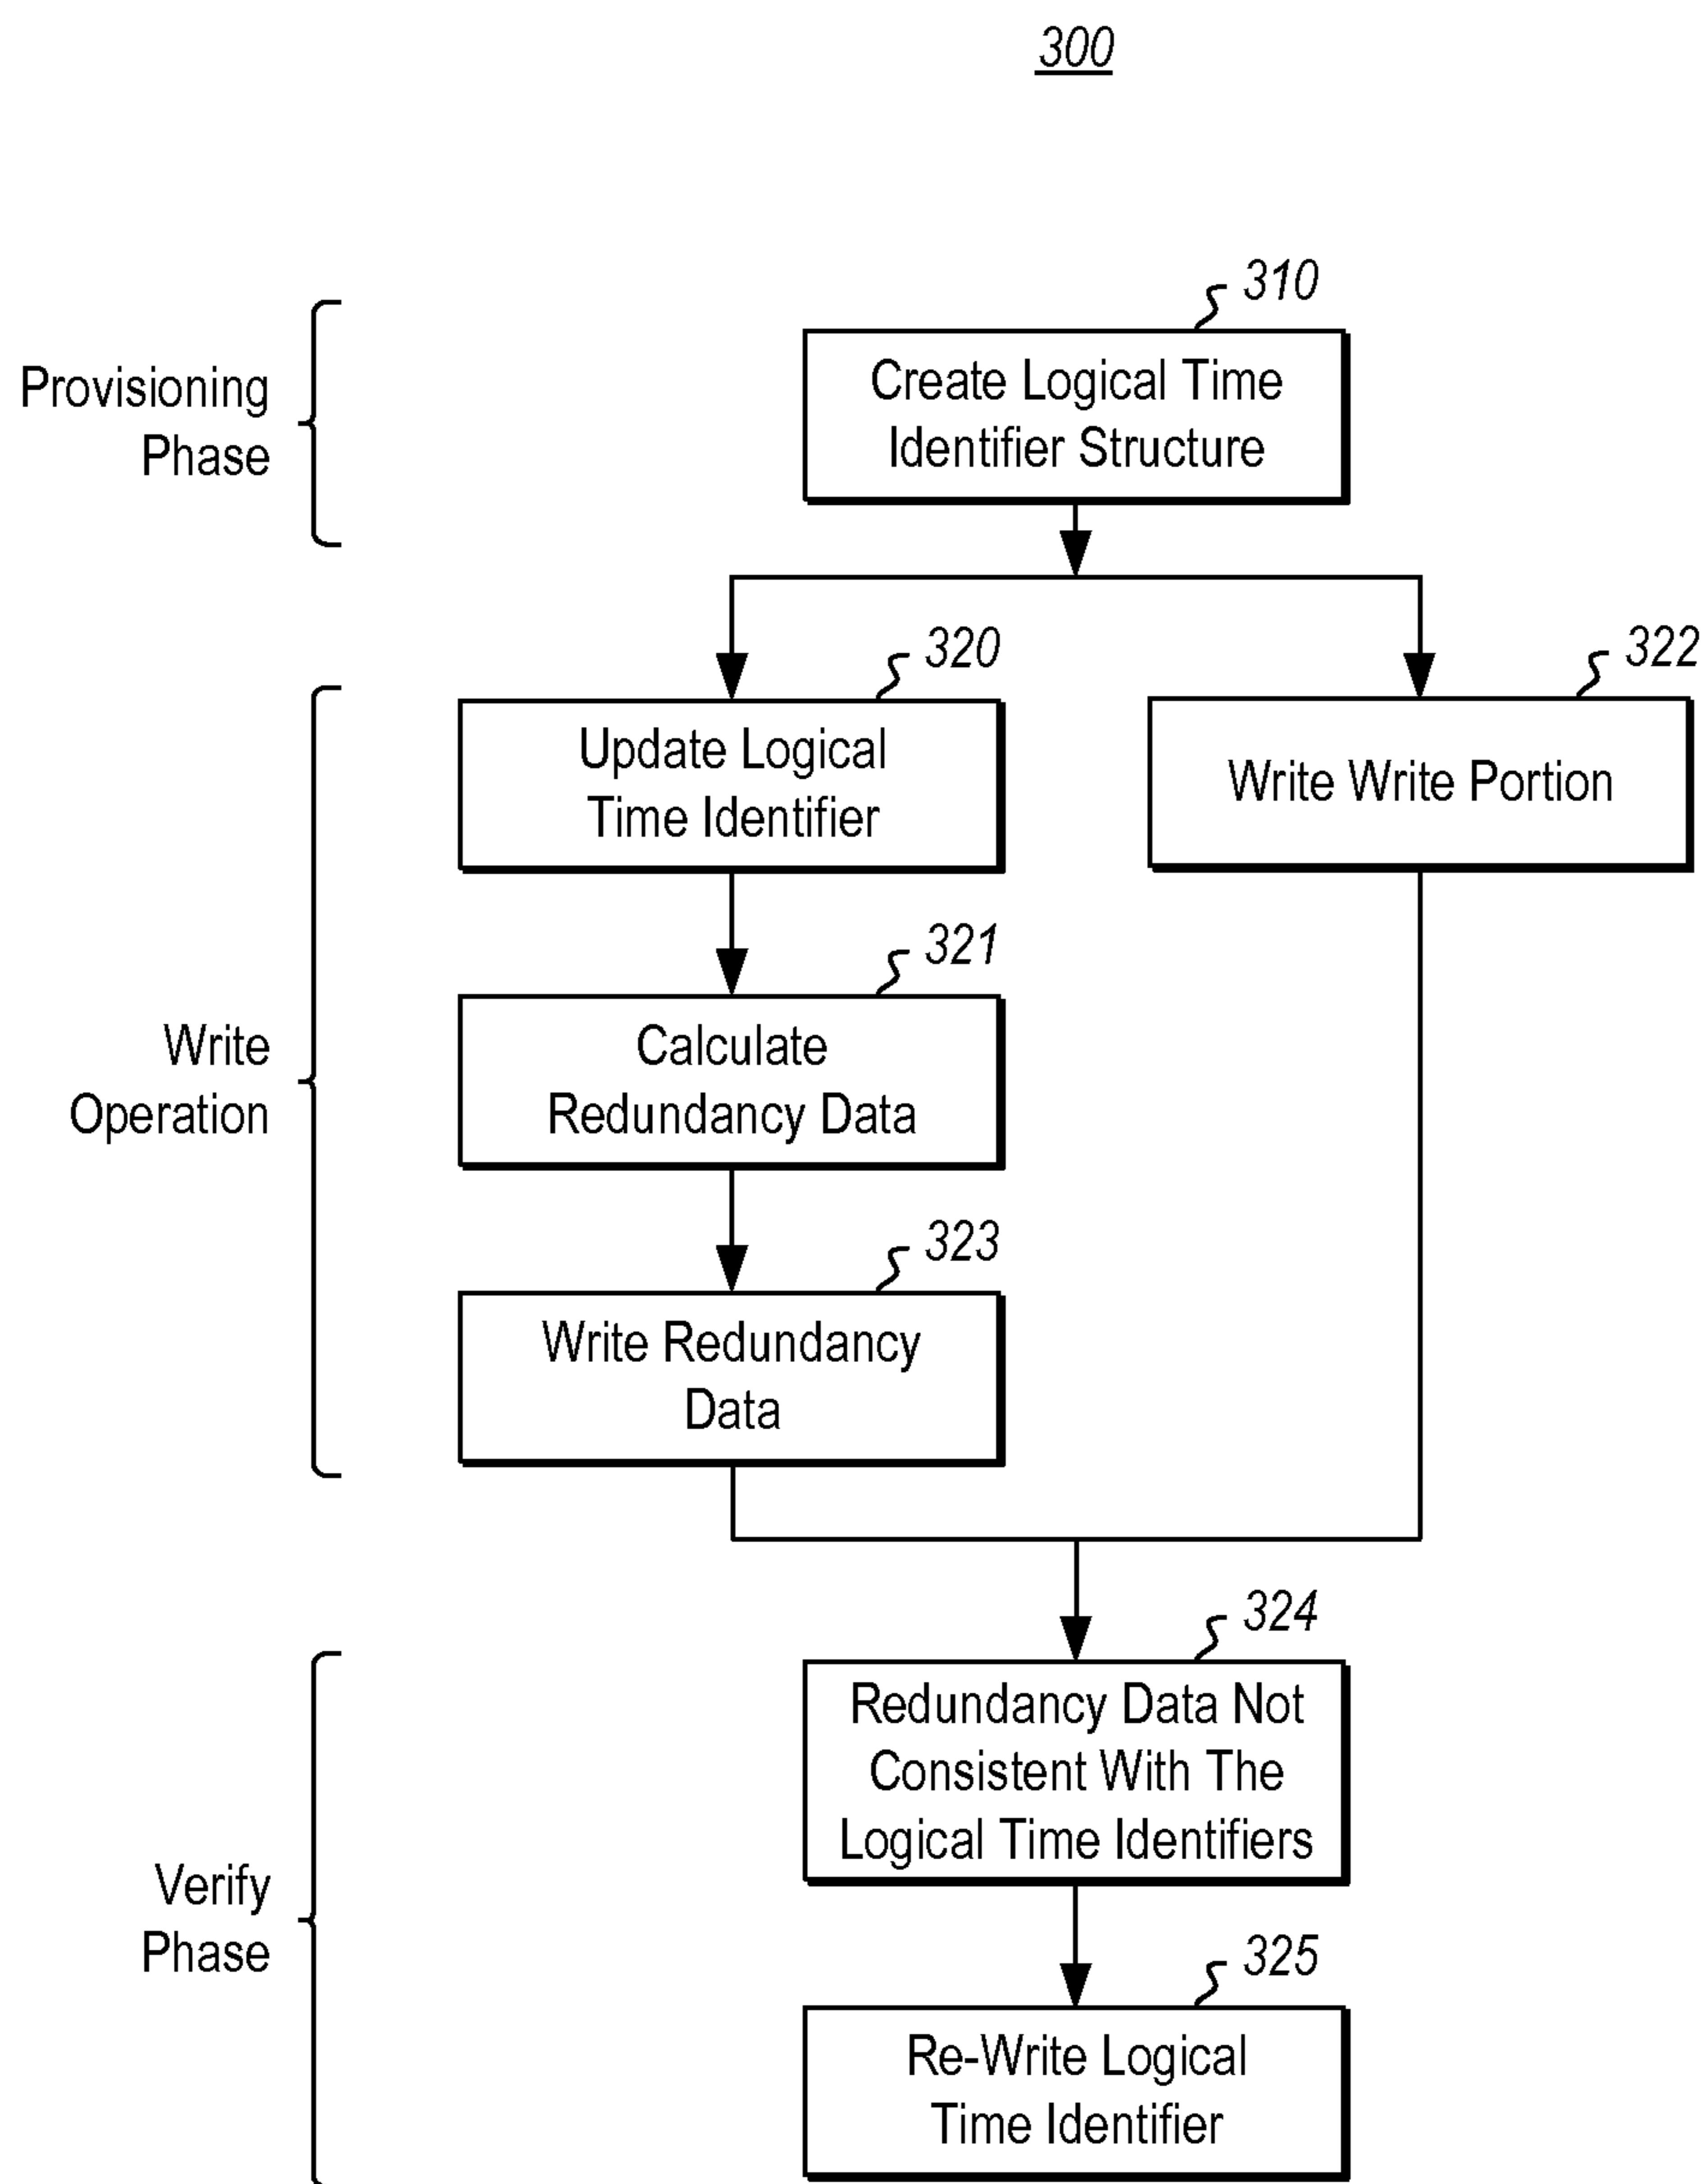 300
310
Provisioning
Phase
Create Logical Time
Identifier Structure
320
322
Update Logical
Time Identifier
Write Write Portion
321
Write
Operation
Calculate
Redundancy Data
323
Write Redundancy
Data
324
Redundancy Data Not
Consistent With The
Logical Time Identifiers
Verify
Phase
325
Re-Write Logical
Time Identifier